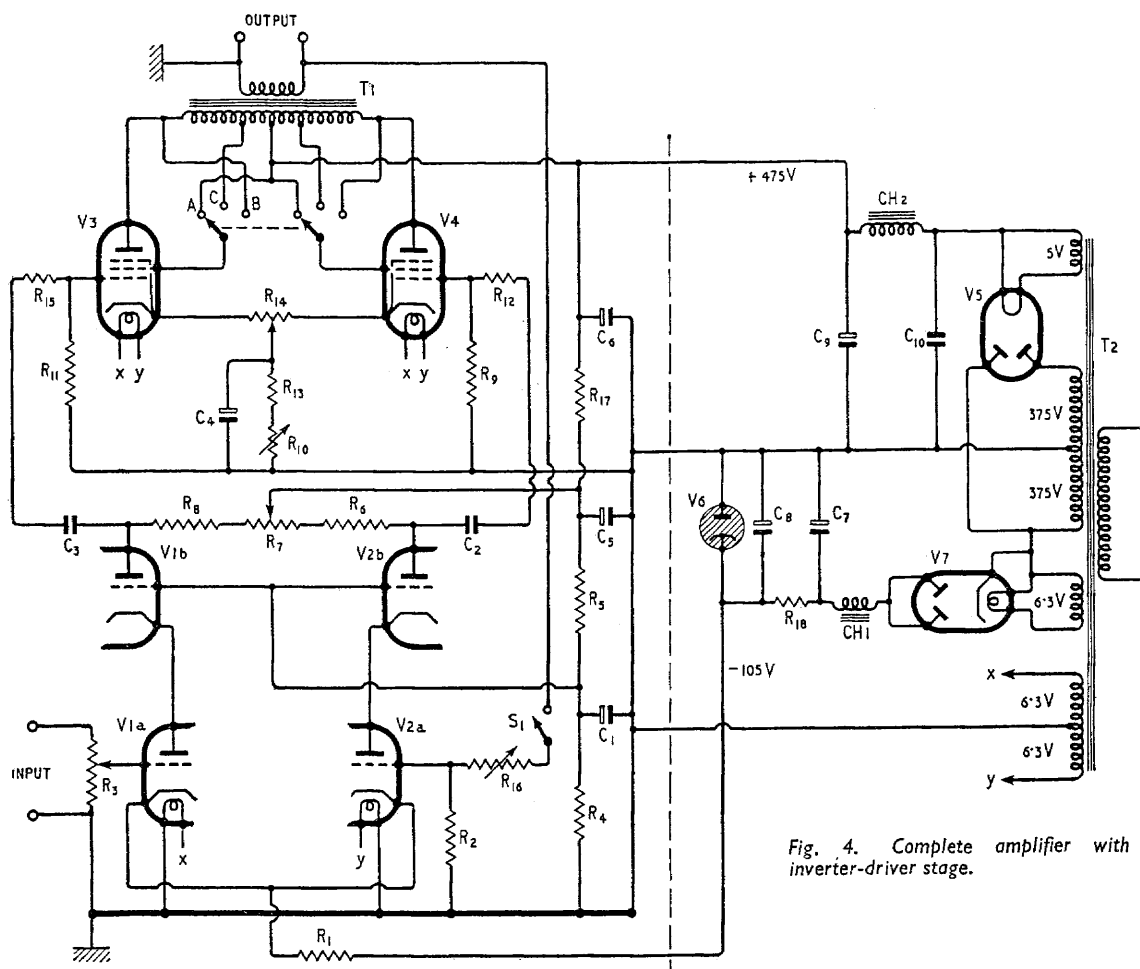 OUTPUT
T1
+ 475V
CH2
5V
A
C
B
V3
V4
V5
R15
R12
R14
C6
C9
C10
T2
R11
R13
R9
R17
375V
C4
R10
x y
x y
R8
R7
R6
C3
C2
C5
V6
C8
C7
375V
V1b
V2b
V7
R5
R18
CH1
6.3V
-105V
V1a
V2a
S1
C1
x
6·3V
INPUT
R3
R16
6·3V
y
R2
R4
x
y
R1
Fig. 4. Complete amplifier with
inverter-driver stage.